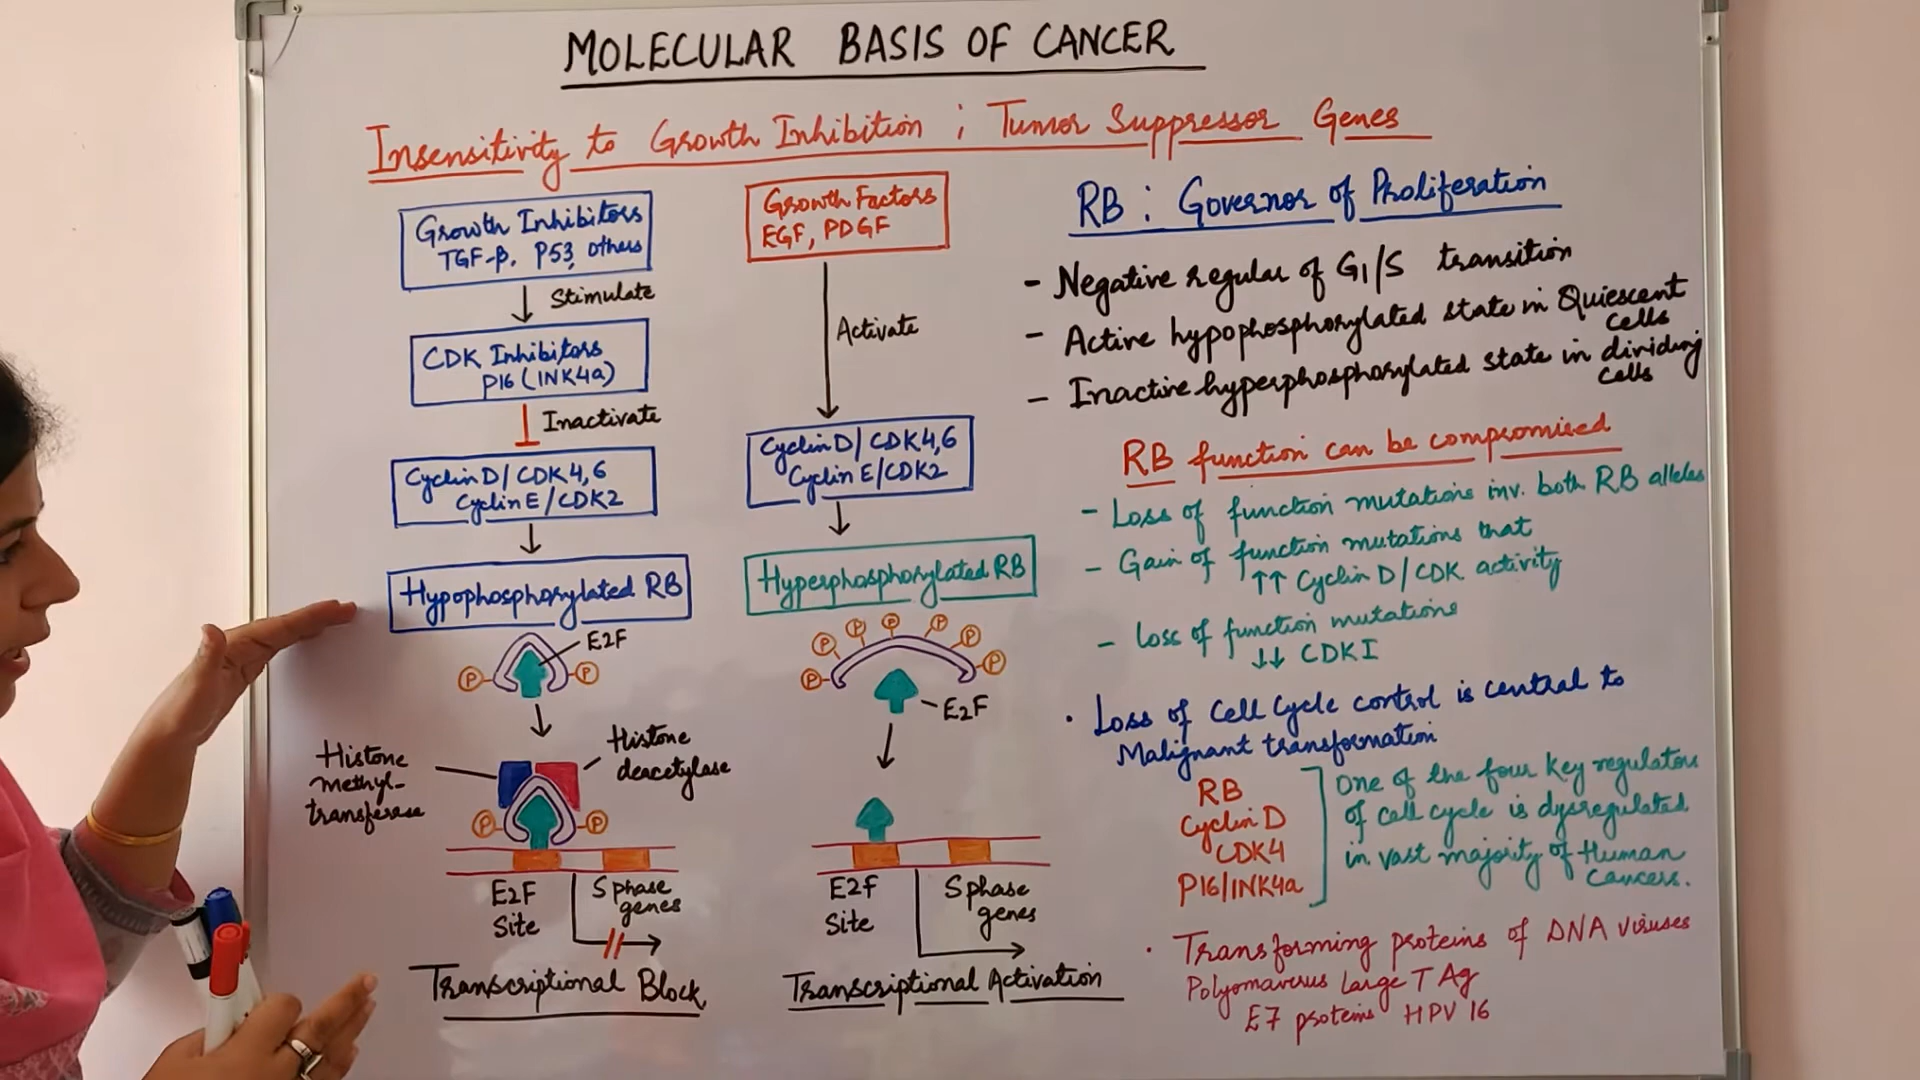 MOLECULAR BASIS OF CANCER
Insensitivity to Growth Inhibition ; Tumor Suppressor Genes
Growth Inhibitors
TGF-β, P53, others
Stimulate
CDK Inhibitors
P16 (INK4a)
Inactivate
Cyclin D/ CDK4,6
Cyclin E/CDK2
Hypophosphorylated RB
E2F
P
P
Histone
methyl-
transferase
Histone
deacetylase
P
P
E2F
Site
S phase
genes
Transcriptional Block
Growth Factors
EGF, PDGF
Activate
Cyclin D/ CDK4,6
Cyclin E/CDK2
Hyperphosphorylated RB
P
P
P
P
P
P
P
E2F
E2F
Site
S phase
genes
Transcriptional Activation
RB : Governor of Proliferation
- Negative regular of G1/S transition
- Active hypophosphorylated state in Quiescent
cells
- Inactive hyperphosphorylated state in dividing
cells
RB function can be compromised
- Loss of function mutations inv. both RB alleles
- Gain of function mutations that
↑↑ Cyclin D/CDK activity
- loss of function mutations
↓↓ CDKI
· Loss of Cell Cycle control is central to
Malignant transformation
RB
Cyclin D
CDK4
P16/INK4a
One of the four key regulators
of cell cycle is dysregulated
in vast majority of Human
Cancers.
· Transforming proteins of DNA viruses
Polyomavirus Large T Ag
E7 proteins HPV 16